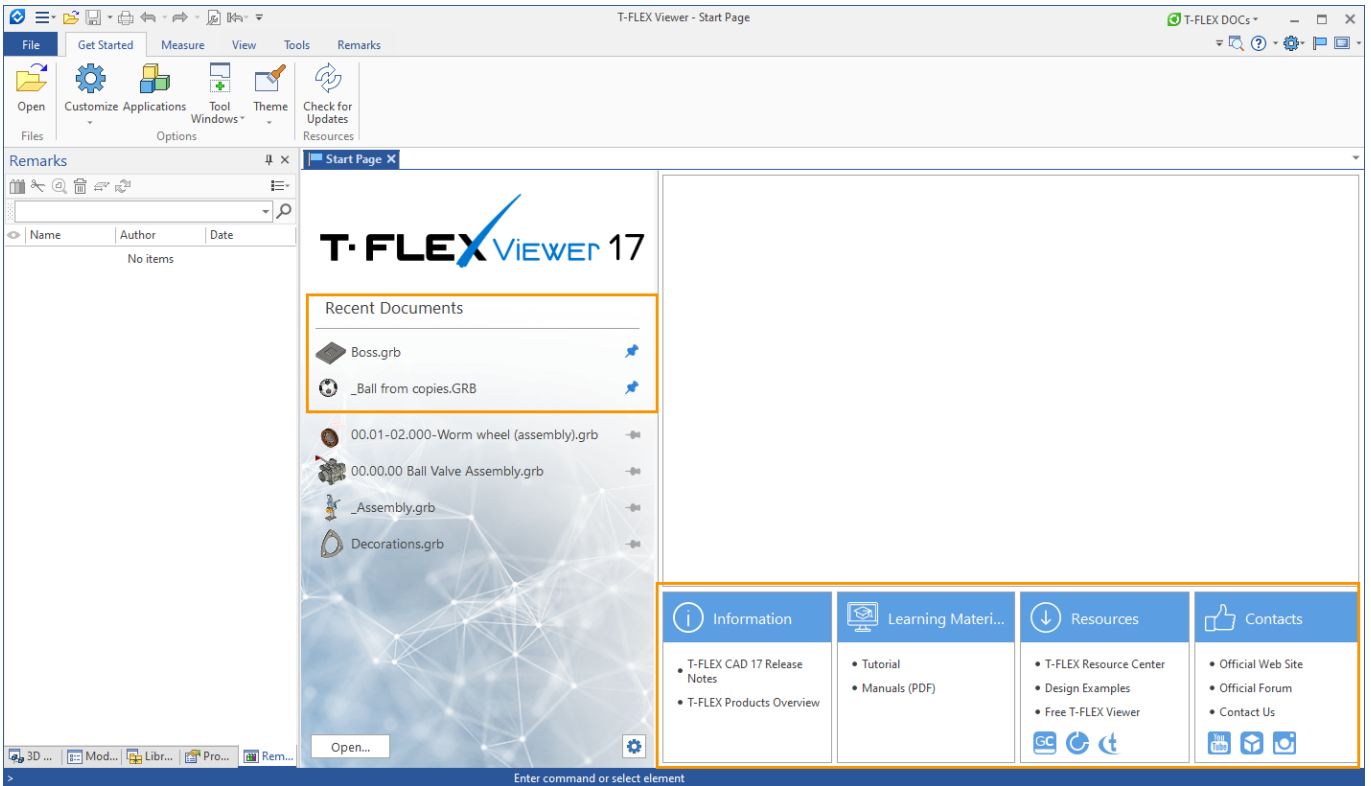 T-FLEX Viewer - Start Page
T-FLEX DOCs
File
Get Started
Measure
View
Tools
Remarks
Open
Customize
Applications
Tool
Windows
Theme
Check for
Updates
Files
Options
Resources
Remarks
Start Page
Name
Author
Date
No items
T·FLEX Viewer 17
Recent Documents
Boss.grb
_Ball from copies.GRB
00.01-02.000-Worm wheel (assembly).grb
00.00.00 Ball Valve Assembly.grb
_Assembly.grb
Decorations.grb
Open...
Information
• T-FLEX CAD 17 Release
Notes
• T-FLEX Products Overview
Learning Materi...
• Tutorial
• Manuals (PDF)
Resources
• T-FLEX Resource Center
• Design Examples
• Free T-FLEX Viewer
GC
Contacts
• Official Web Site
• Official Forum
• Contact Us
You
Tube
3D ...
Mod...
Libr...
Pro...
Rem...
>
Enter command or select element